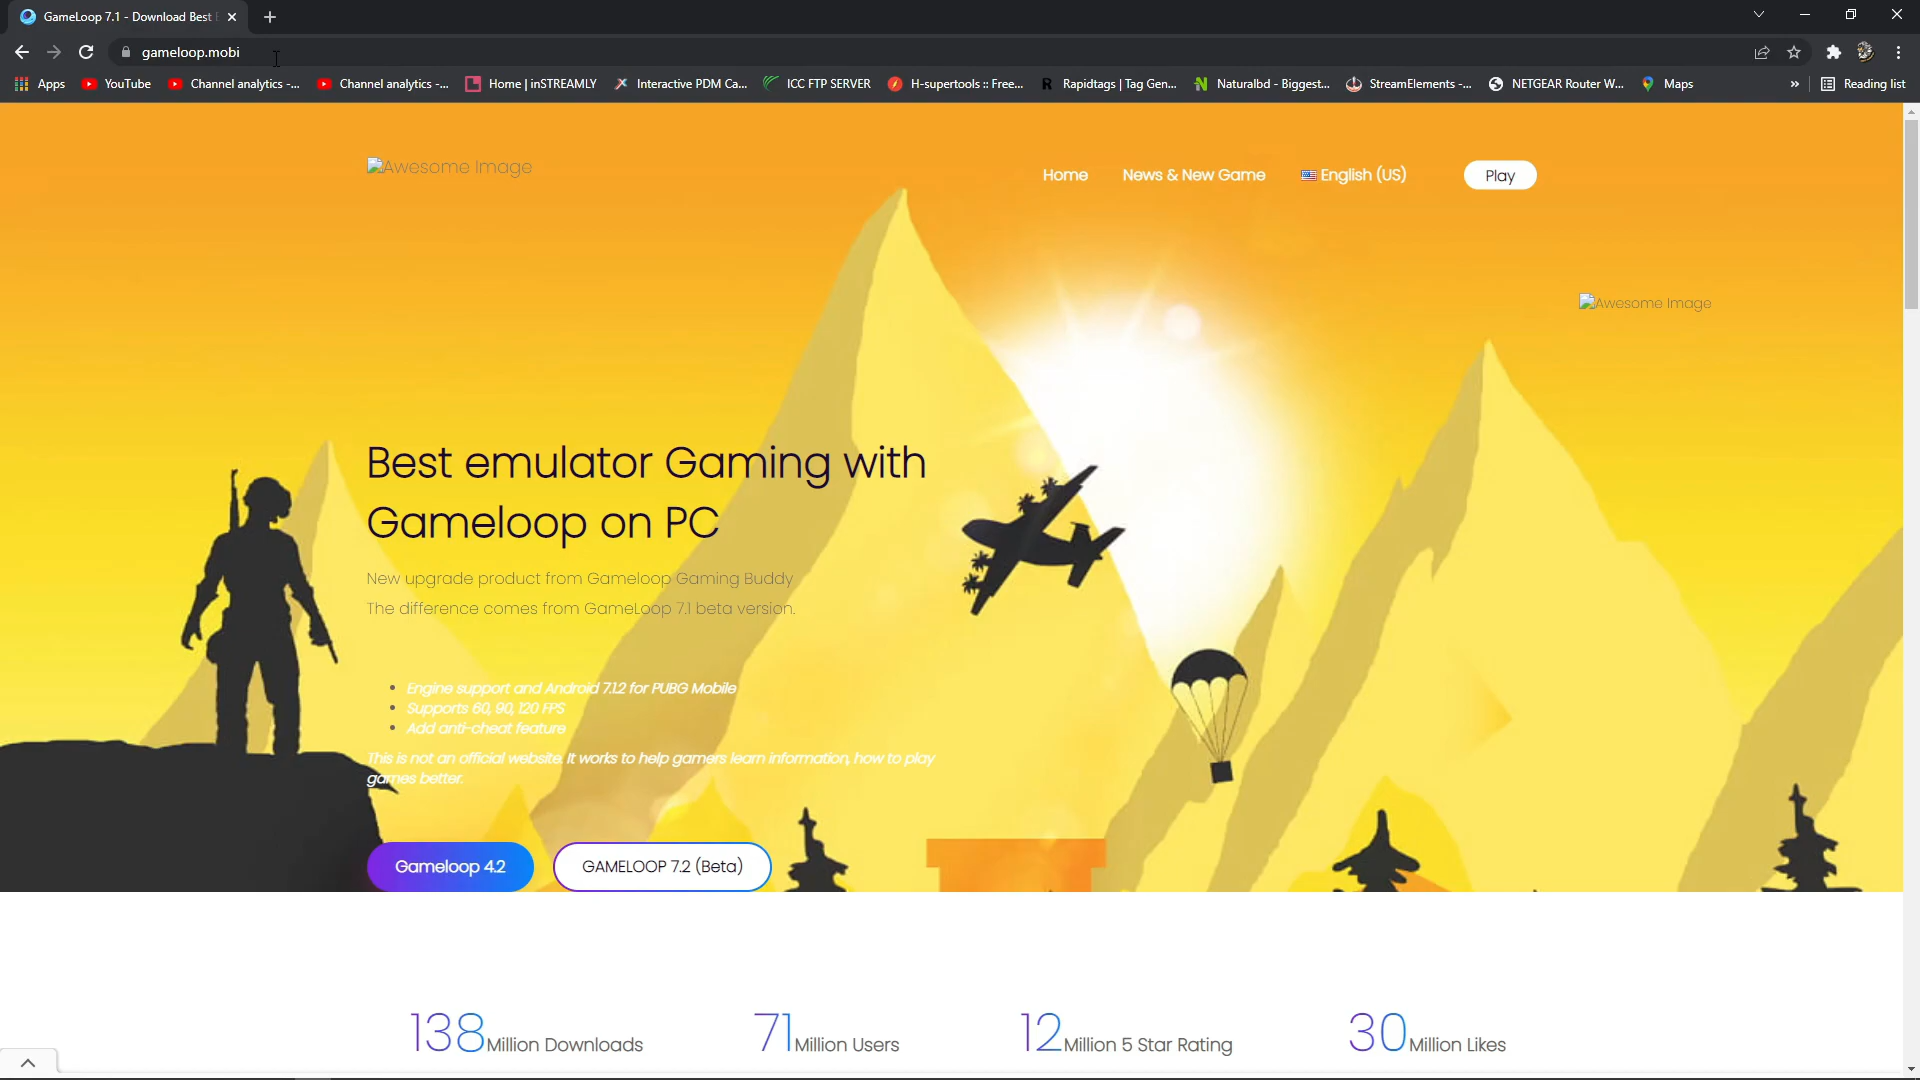 GameLoop 7.1 - Download Best E
gameloop.mobi
Apps
YouTube
Channel analytics -...
Channel analytics -...
Home | inSTREAMLY
Interactive PDM Ca...
ICC FTP SERVER
H-supertools :: Free...
Rapidtags | Tag Gen...
Naturalbd - Biggest...
StreamElements -...
NETGEAR Router W...
Maps
»
Reading list
Awesome Image
Home
News & New Game
English (US)
Play
Awesome Image
Best emulator Gaming with
Gameloop on PC
New upgrade product from Gameloop Gaming Buddy
The difference comes from GameLoop 7.1 beta version.
Engine support and Android 7.1.2 for PUBG Mobile
Supports 60, 90, 120 FPS
Add anti-cheat feature
This is not an official website. It works to help gamers learn information, how to play
games better.
Gameloop 4.2
GAMELOOP 7.2 (Beta)
138 Million Downloads
71 Million Users
12 Million 5 Star Rating
30 Million Likes